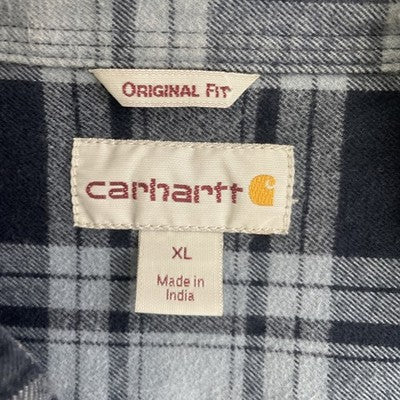 ORIGINAL FIT
carhartt
XL
Made in
India